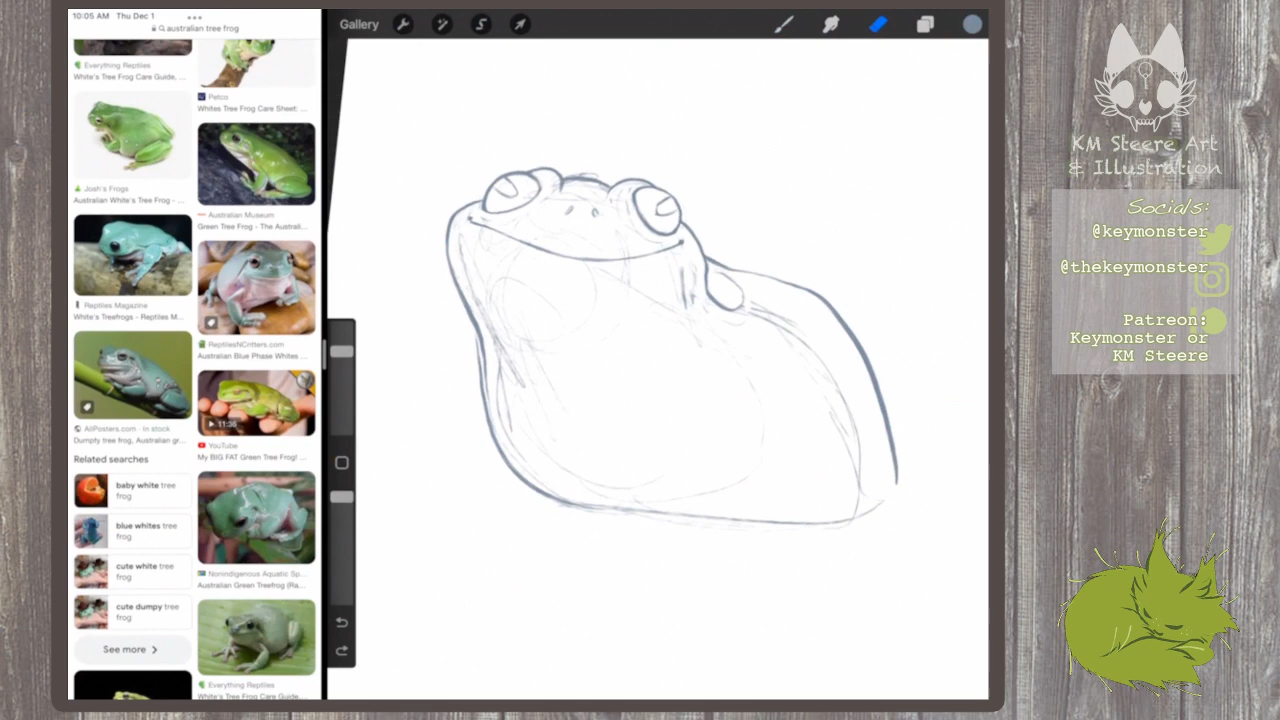 10:05 AM Thu Dec 1
australian tree frog
Everything Reptiles
White's Tree Frog Care Guide, ...
Josh's Frogs
Australian White's Tree Frog - ...
Reptiles Magazine
White's Treefrogs - Reptiles M...
AllPosters.com · In stock
Dumpty tree frog, Australian gr...
Related searches
baby white tree
frog
blue whites tree
frog
cute white tree
frog
cute dumpy tree
frog
See more
Petco
Whites Tree Frog Care Sheet: ...
Australian Museum
Green Tree Frog - The Australi...
ReptilesNCritters.com
Australian Blue Phase Whites ...
11:36
YouTube
My BIG FAT Green Tree Frog! ...
Nonindigenous Aquatic Sp...
Australian Green Treefrog (Ra...
Everything Reptiles
White's Tree Frog Care Guide...
Gallery
KM Steere Art
& Illustration
Socials:
@keymonster
@thekeymonster
Patreon:
Keymonster or
KM Steere